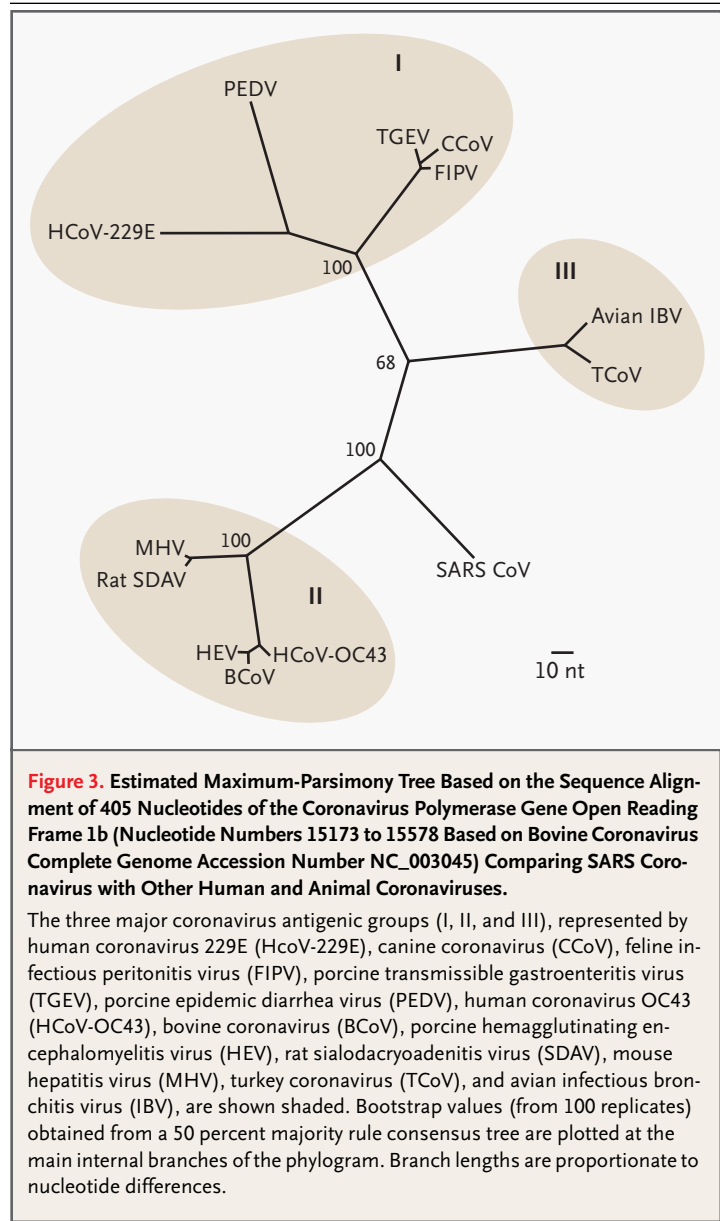 I
PEDV
TGEV
CCoV
FIPV
HCoV-229E
100
III
Avian IBV
TCoV
68
100
100
MHV
Rat SDAV
SARS CoV
II
HEV
HCoV-OC43
BCoV
10 nt
Figure 3. Estimated Maximum-Parsimony Tree Based on the Sequence Align-
ment of 405 Nucleotides of the Coronavirus Polymerase Gene Open Reading
Frame 1b (Nucleotide Numbers 15173 to 15578 Based on Bovine Coronavirus
Complete Genome Accession Number NC_003045) Comparing SARS Coro-
navirus with Other Human and Animal Coronaviruses.
The three major coronavirus antigenic groups (I, II, and III), represented by
human coronavirus 229E (HcoV-229E), canine coronavirus (CCoV), feline in-
fectious peritonitis virus (FIPV), porcine transmissible gastroenteritis virus
(TGEV), porcine epidemic diarrhea virus (PEDV), human coronavirus OC43
(HCoV-OC43), bovine coronavirus (BCoV), porcine hemagglutinating en-
cephalomyelitis virus (HEV), rat sialodacryoadenitis virus (SDAV), mouse
hepatitis virus (MHV), turkey coronavirus (TCoV), and avian infectious bron-
chitis virus (IBV), are shown shaded. Bootstrap values (from 100 replicates)
obtained from a 50 percent majority rule consensus tree are plotted at the
main internal branches of the phylogram. Branch lengths are proportionate to
nucleotide differences.